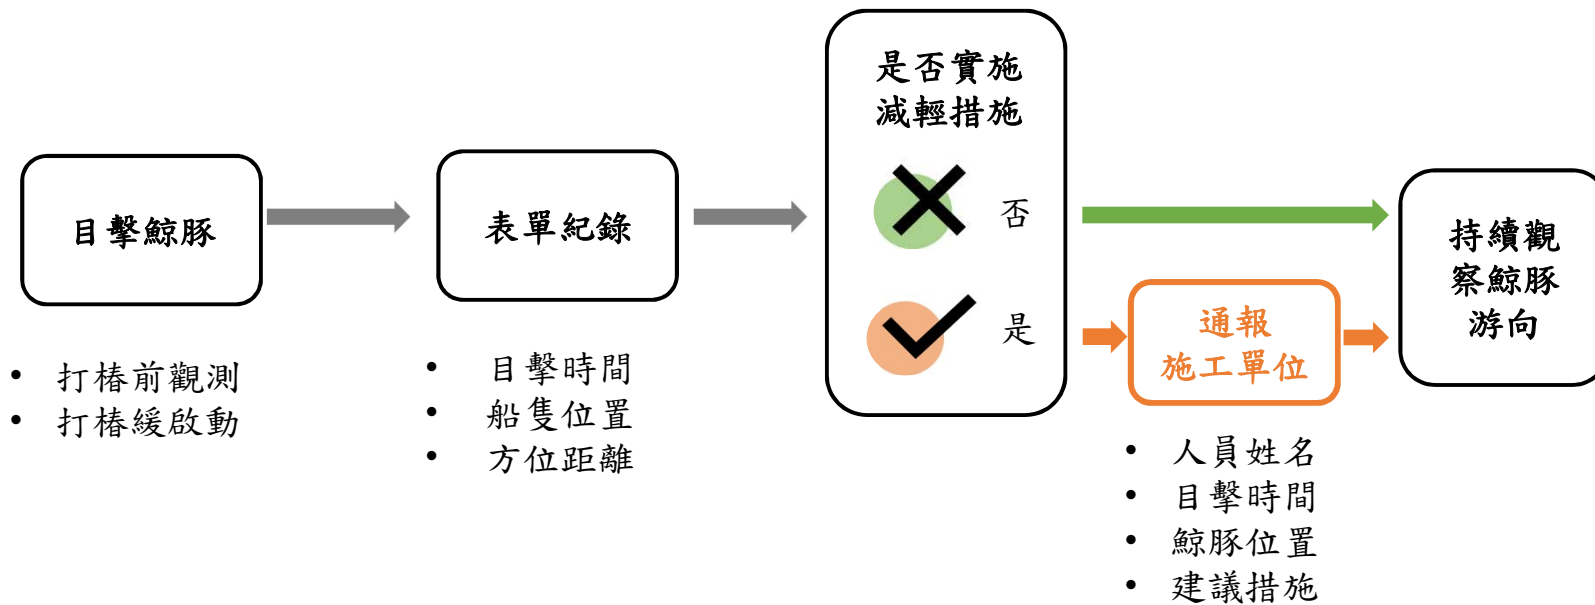 目擊鯨豚
• 打樁前觀測
• 打樁緩啟動
表單紀錄
• 目擊時間
• 船隻位置
• 方位距離
是否實施
減輕措施
否
是
通報
施工單位
• 人員姓名
• 目擊時間
• 鯨豚位置
• 建議措施
持續觀
察鯨豚
游向